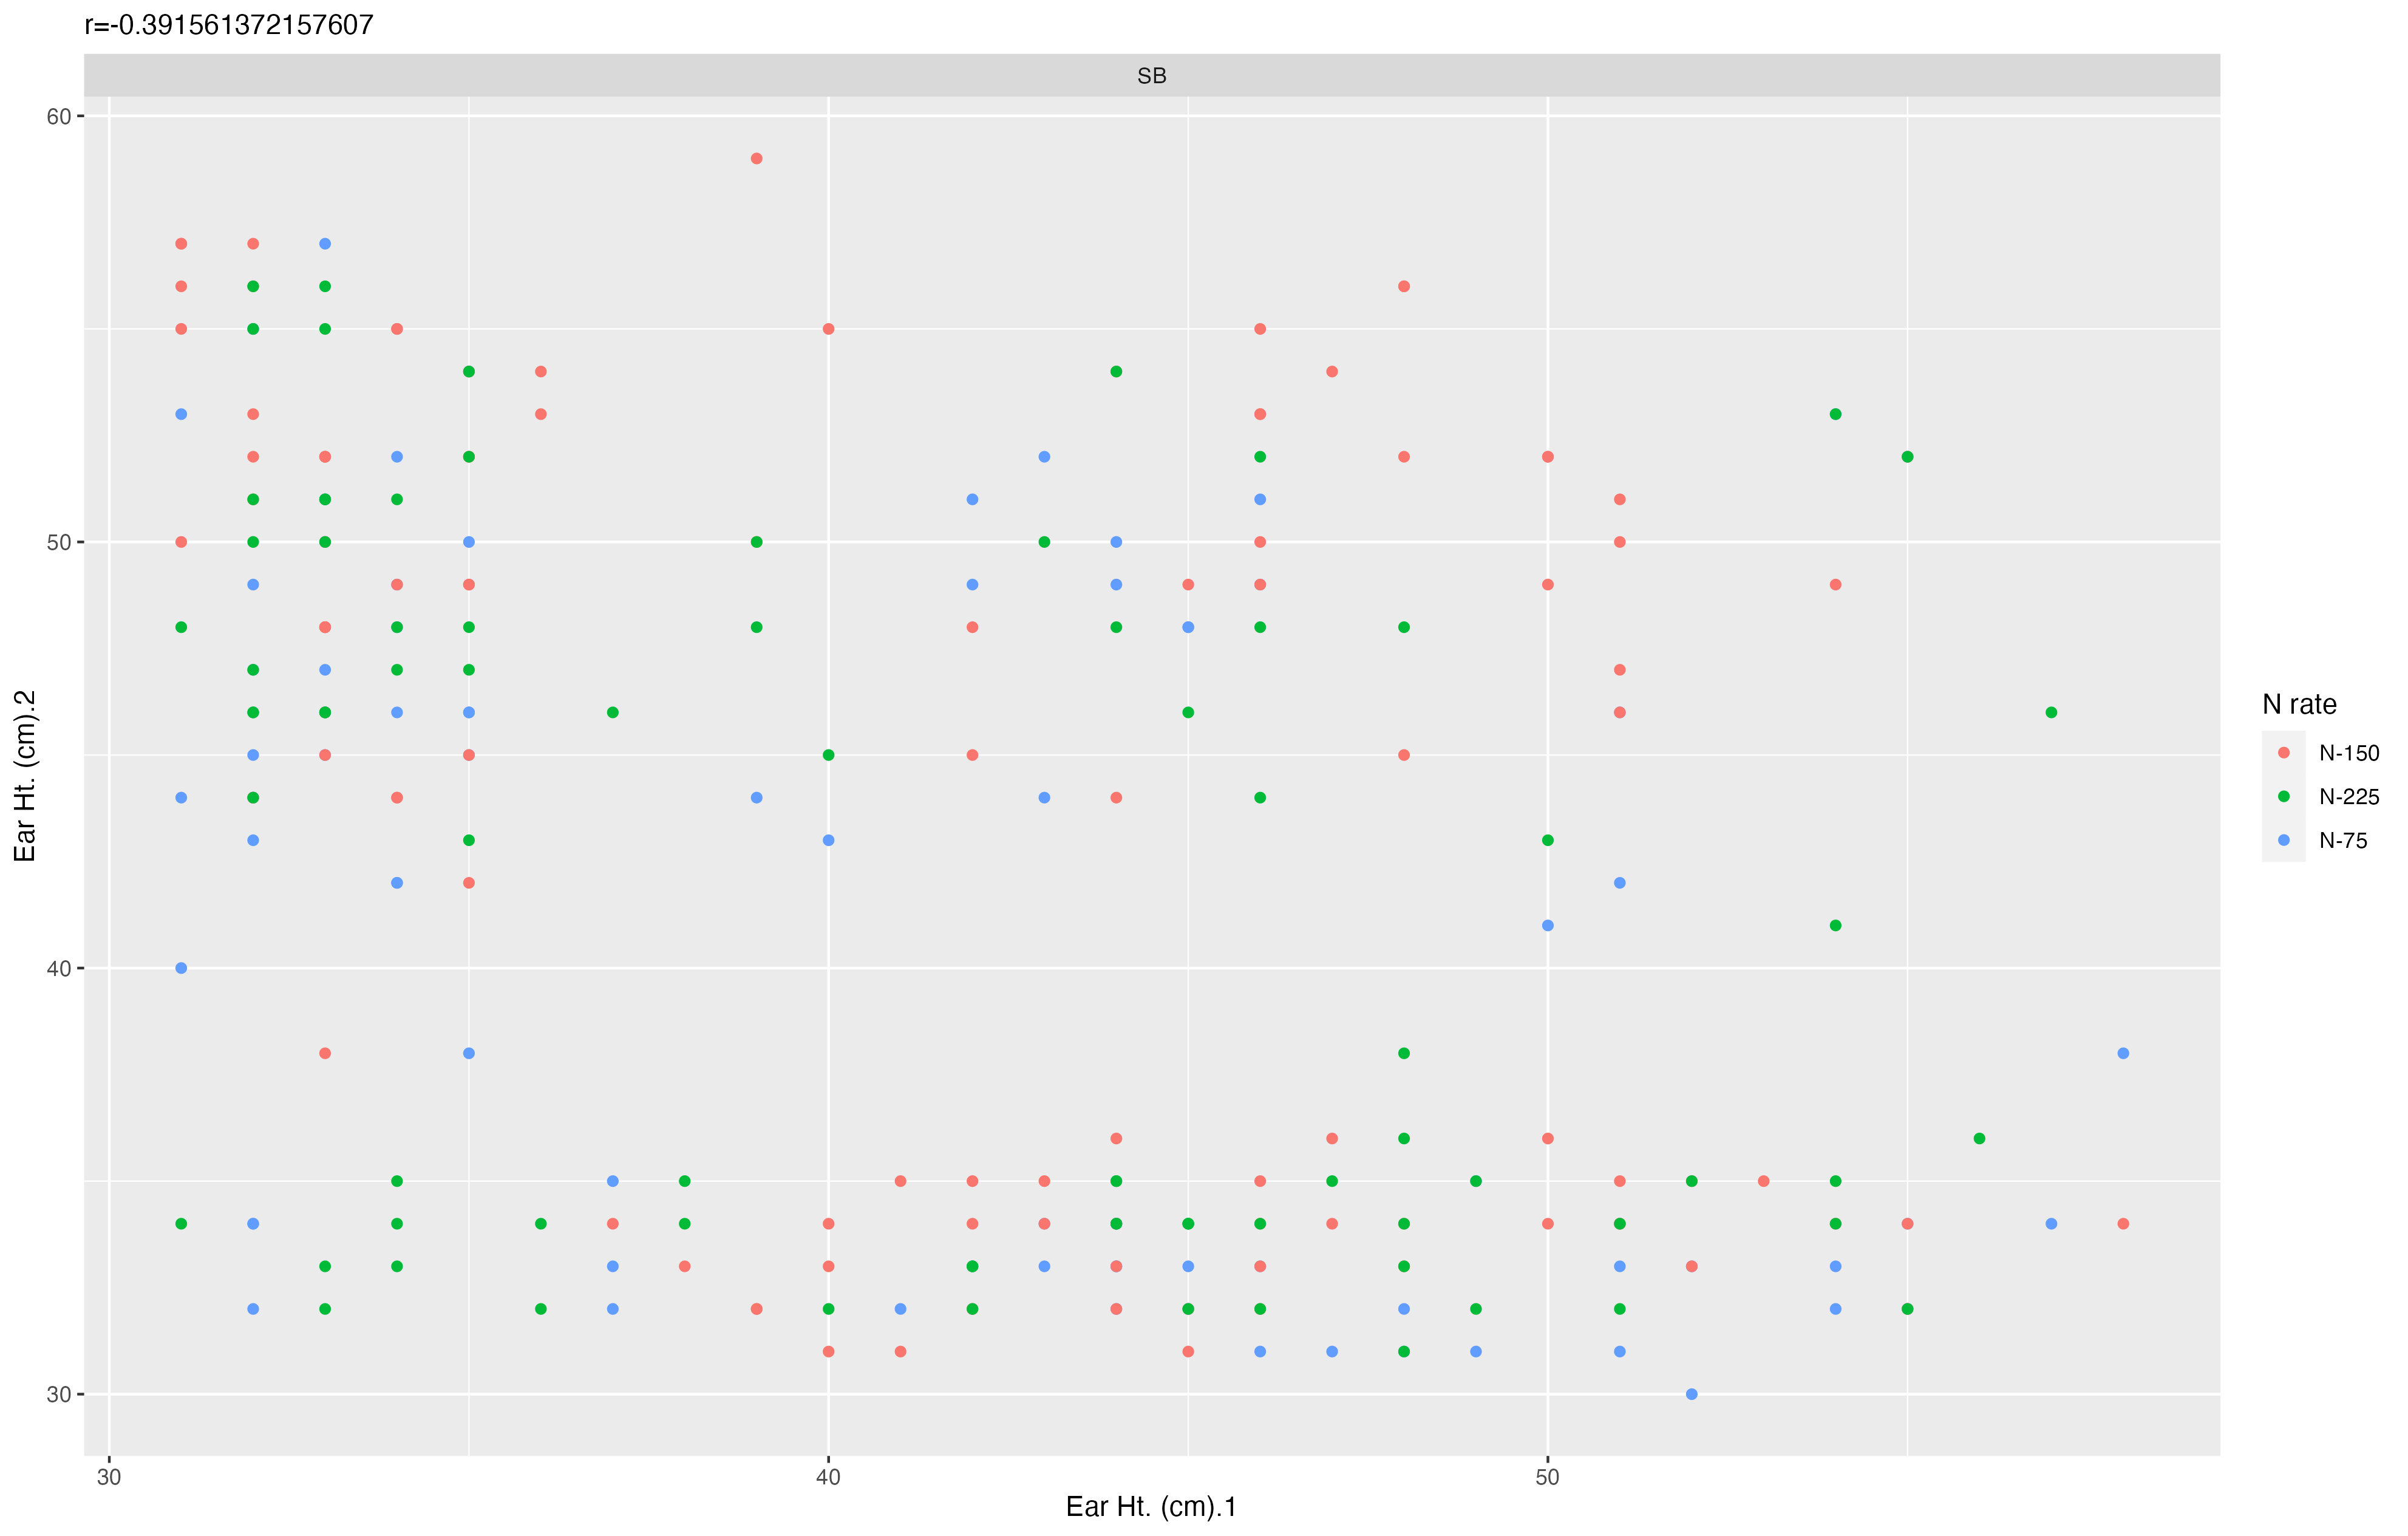 r=-0.391561372157607
SB
60
50
40
30
Ear Ht. (cm).2
30
40
50
Ear Ht. (cm).1
N rate
N-150
N-225
N-75